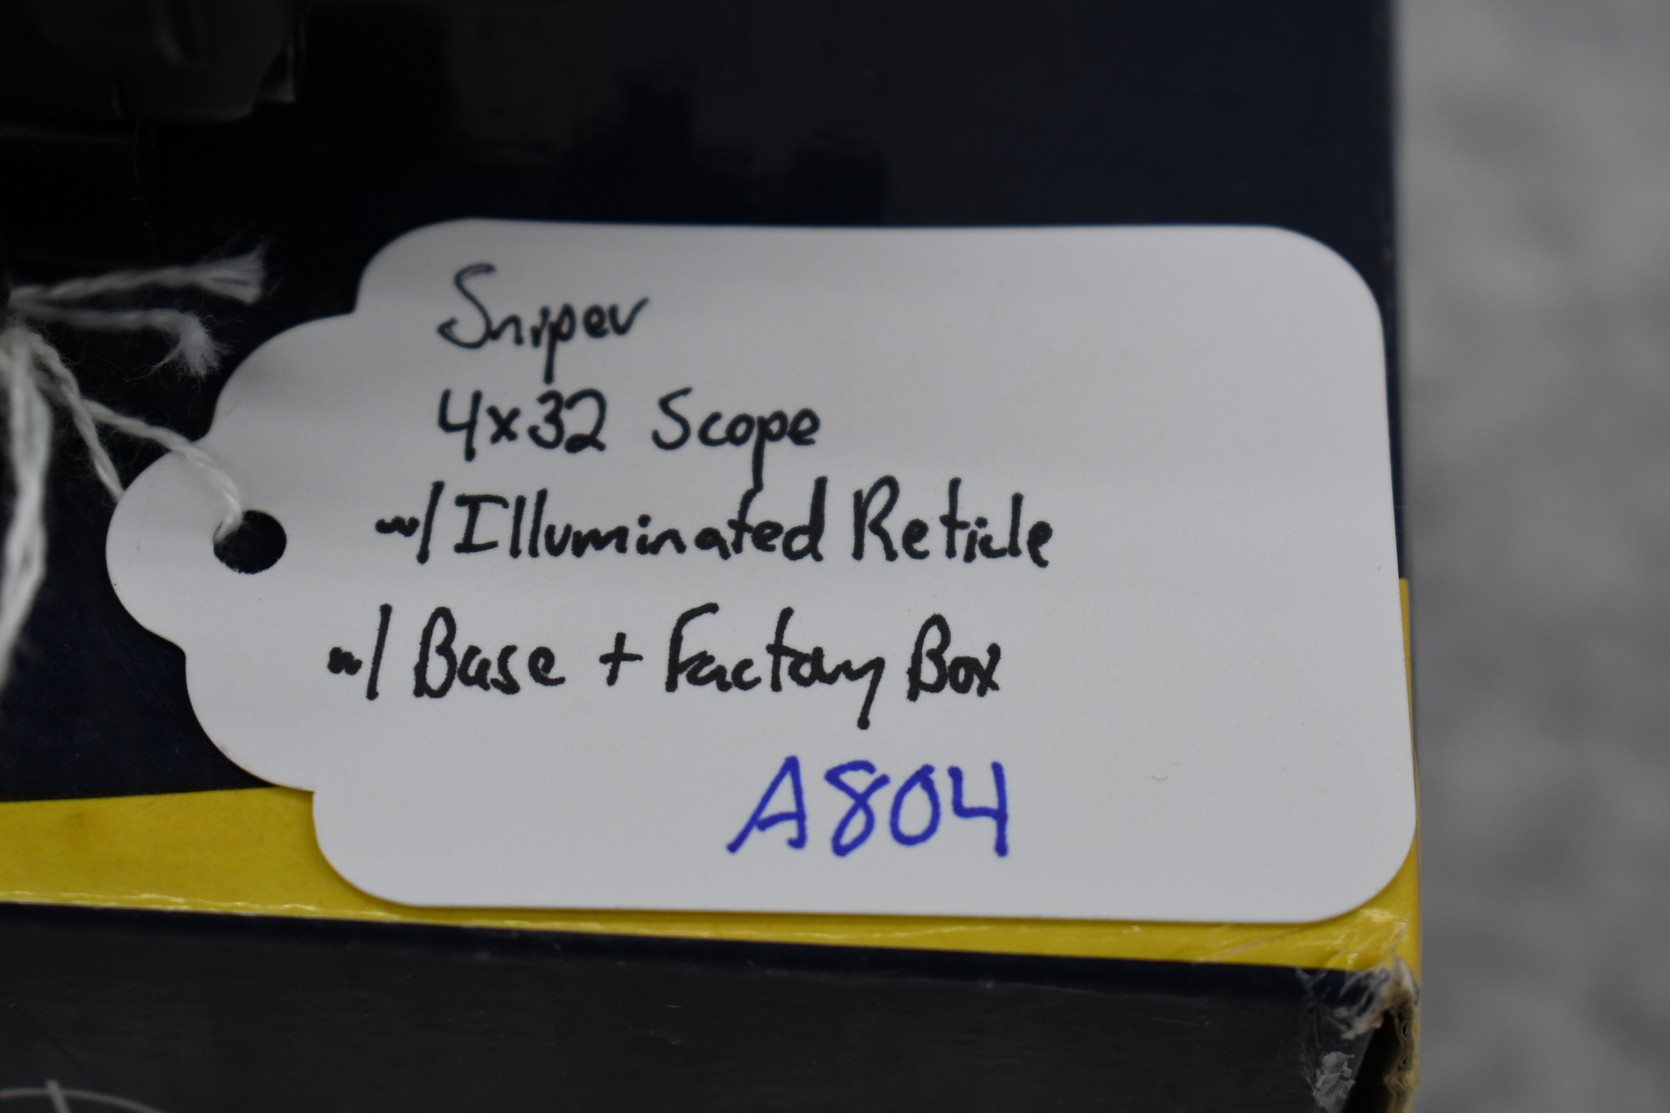 Sniper
4x32 Scope
w/ Illuminated Reticle
w/ Base + Factory Box
A804